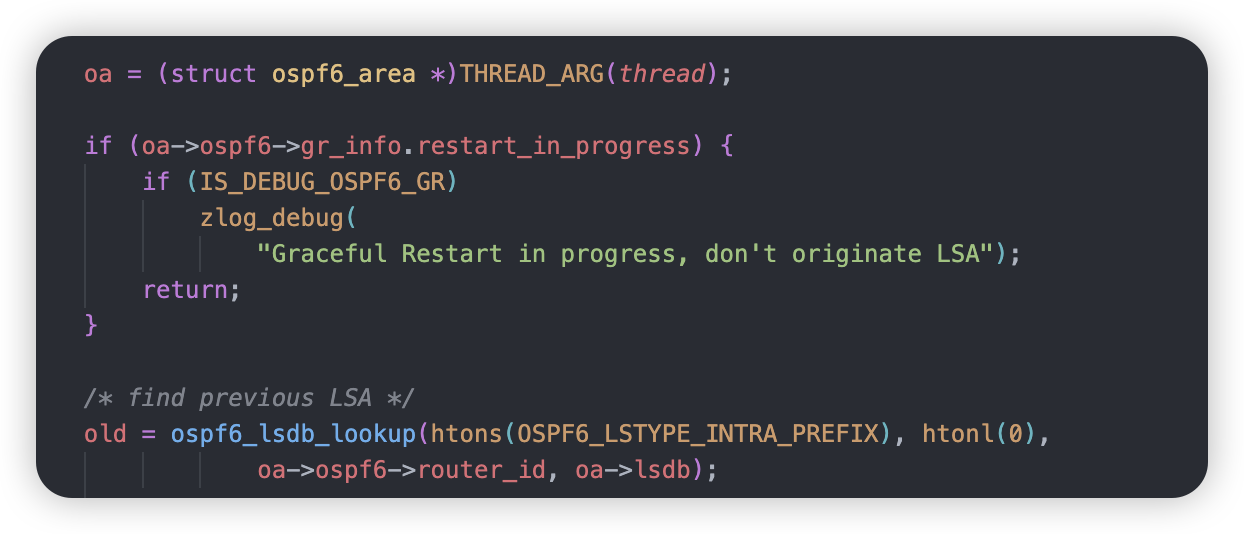 oa = (struct ospf6_area *)THREAD_ARG(thread);
if (oa->ospf6->gr_info.restart_in_progress) {
if (IS_DEBUG_OSPF6_GR)
zlog_debug(
"Graceful Restart in progress, don't originate LSA");
return;
}
/* find previous LSA */
old = ospf6_lsdb_lookup(htons(OSPF6_LSTYPE_INTRA_PREFIX), htonl(0),
oa->ospf6->router_id, oa->lsdb);